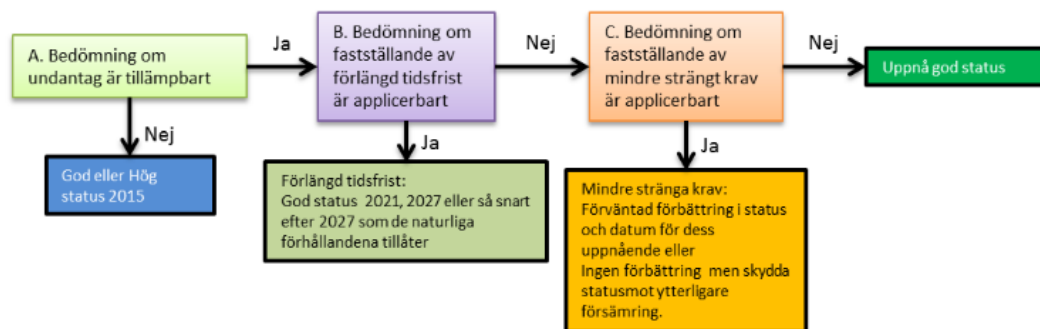 A. Bedömning om
undantag är tillämpbart
Ja
B. Bedömning om
fastställande av
förlängd tidsfrist
är applicerbart
Nej
C. Bedömning om
fastställande av
mindre strängt krav
är applicerbart
Nej
Uppnå god status
Nej
God eller Hög
status 2015
Ja
Förlängd tidsfrist:
God status 2021, 2027 eller så snart
efter 2027 som de naturliga
förhållandena tillåter
Ja
Mindre stränga krav:
Förväntad förbättring i status
och datum för dess
uppnående eller
Ingen förbättring men skydda
statusmot ytterligare
försämring.